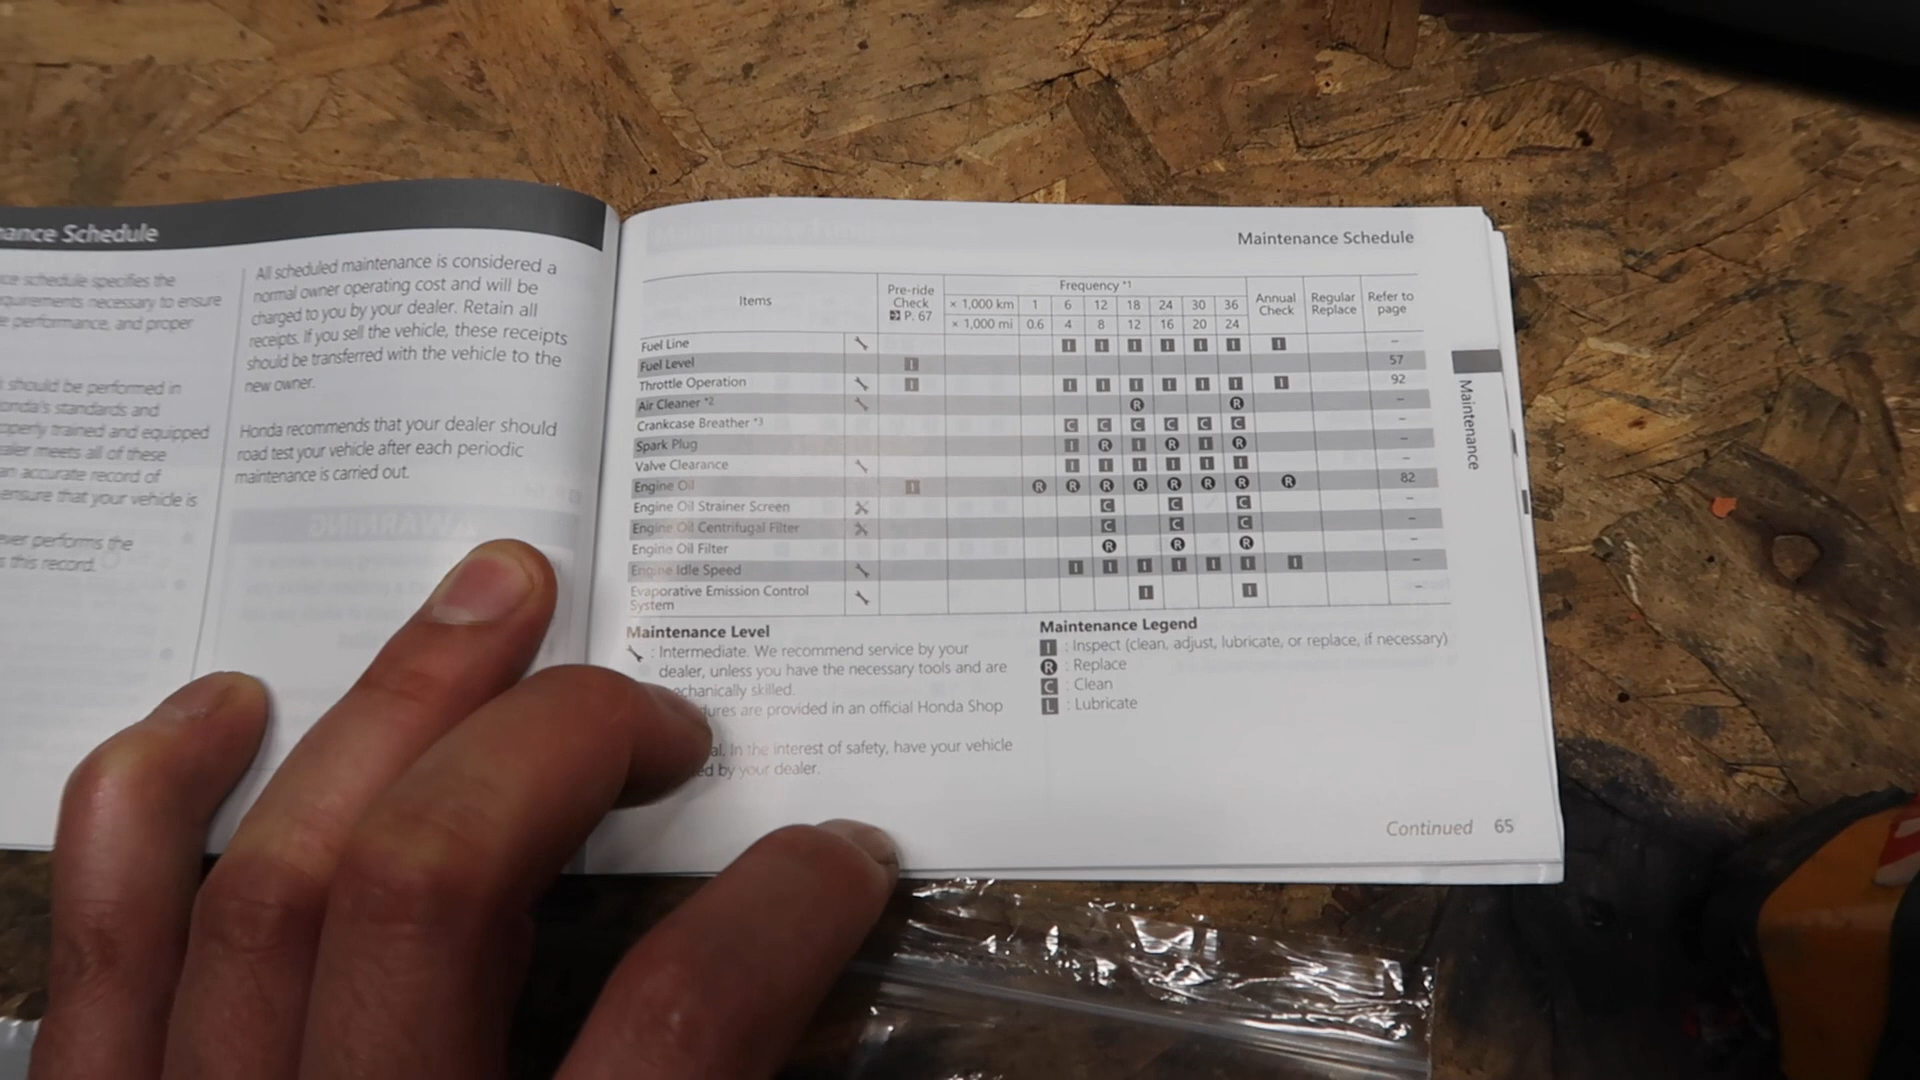 ance Schedule
ce schedule specifies the
quirements necessary to ensure
e performance, and proper
should be performed in
onda's standards and
operly trained and equipped
ealer meets all of these
an accurate record of
ensure that your vehicle is
ever performs the
s this record.
All scheduled maintenance is considered a
normal owner operating cost and will be
charged to you by your dealer. Retain all
receipts. If you sell the vehicle, these receipts
should be transferred with the vehicle to the
new owner.
Honda recommends that your dealer should
road test your vehicle after each periodic
maintenance is carried out.
Maintenance Schedule
Items Pre-ride Check P. 67 Frequency *1 Annual Check Regular Replace Refer to page
× 1,000 km 1 6 12 18 24 30 36
× 1,000 mi 0.6 4 8 12 16 20 24
Fuel Line I I I I I I I –
Fuel Level I 57
Throttle Operation I I I I I I I I 92
Air Cleaner *2 R R –
Crankcase Breather *3 C C C C C C –
Spark Plug I R I R I R –
Valve Clearance I I I I I I –
Engine Oil I R R R R R R R R 82
Engine Oil Strainer Screen C C C –
Engine Oil Centrifugal Filter C C C –
Engine Oil Filter R R R –
Engine Idle Speed I I I I I I I –
Evaporative Emission Control System I I –
Maintenance Level
: Intermediate. We recommend service by your
dealer, unless you have the necessary tools and are
echanically skilled.
dures are provided in an official Honda Shop
al. In the interest of safety, have your vehicle
ed by your dealer.
Maintenance Legend
I : Inspect (clean, adjust, lubricate, or replace, if necessary)
R : Replace
C : Clean
L : Lubricate
Maintenance
Continued 65